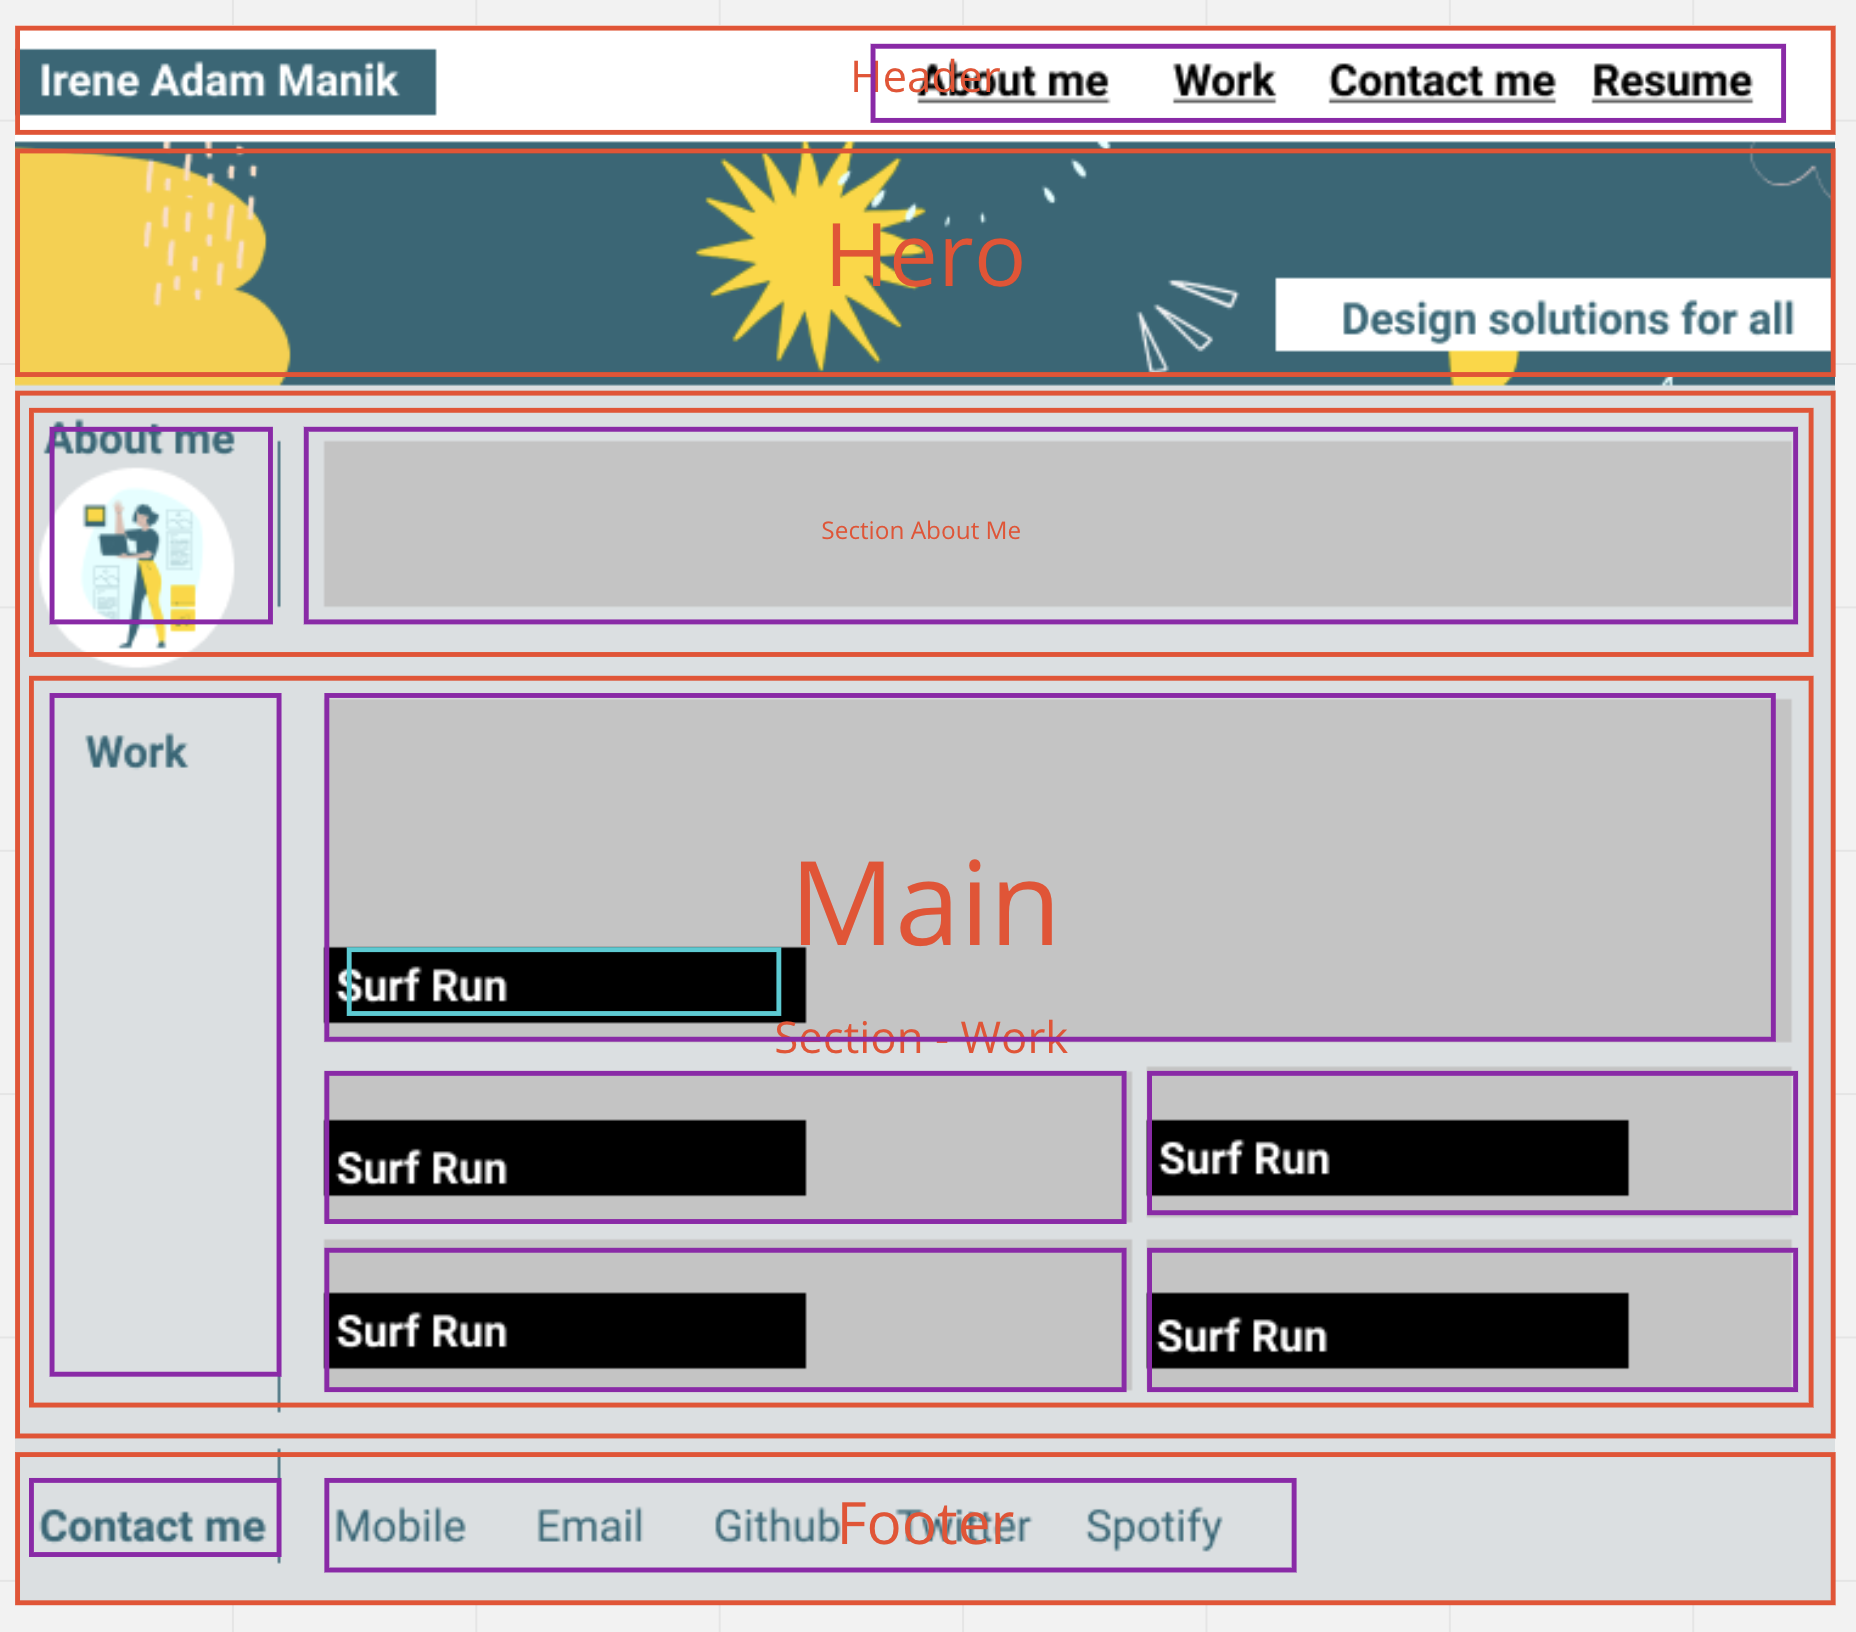 Irene Adam Manik
Header
About me Work Contact me Resume
Hero
Design solutions for all
About me
Section About Me
Work
Main
Surf Run
Section - Work
Surf Run
Surf Run
Surf Run
Surf Run
Contact me
Mobile Email Github Twitter Spotify
Footer